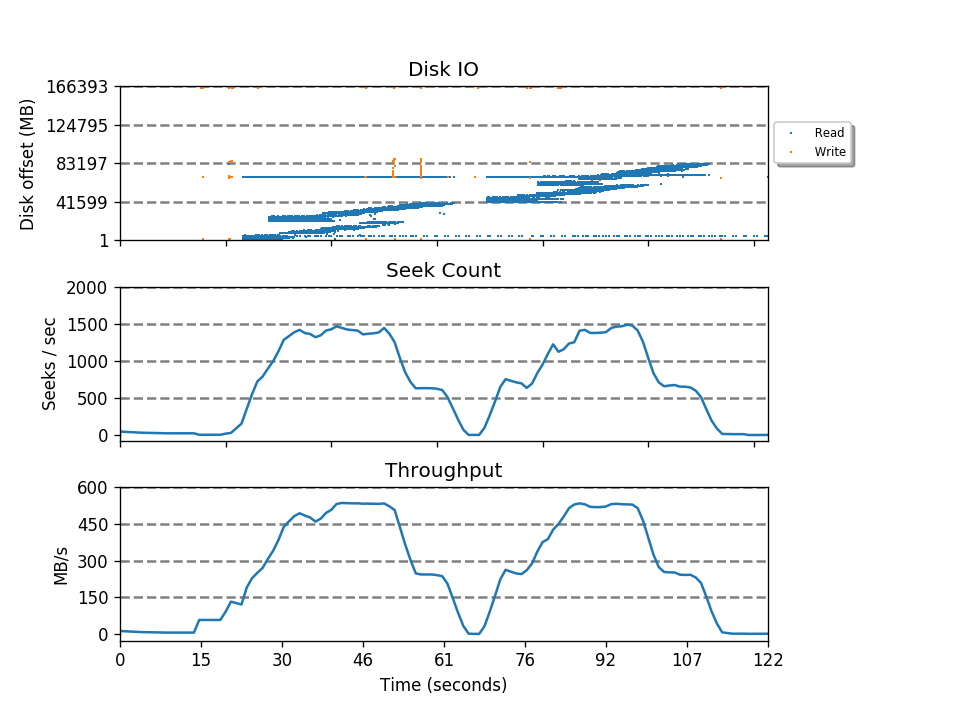 Disk IO
166393
124795
83197
41599
1
Disk offset (MB)
Read
Write
Seek Count
2000
1500
1000
500
0
Seeks / sec
Throughput
600
450
300
150
0
MB/s
0 15 30 46 61 76 92 107 122
Time (seconds)